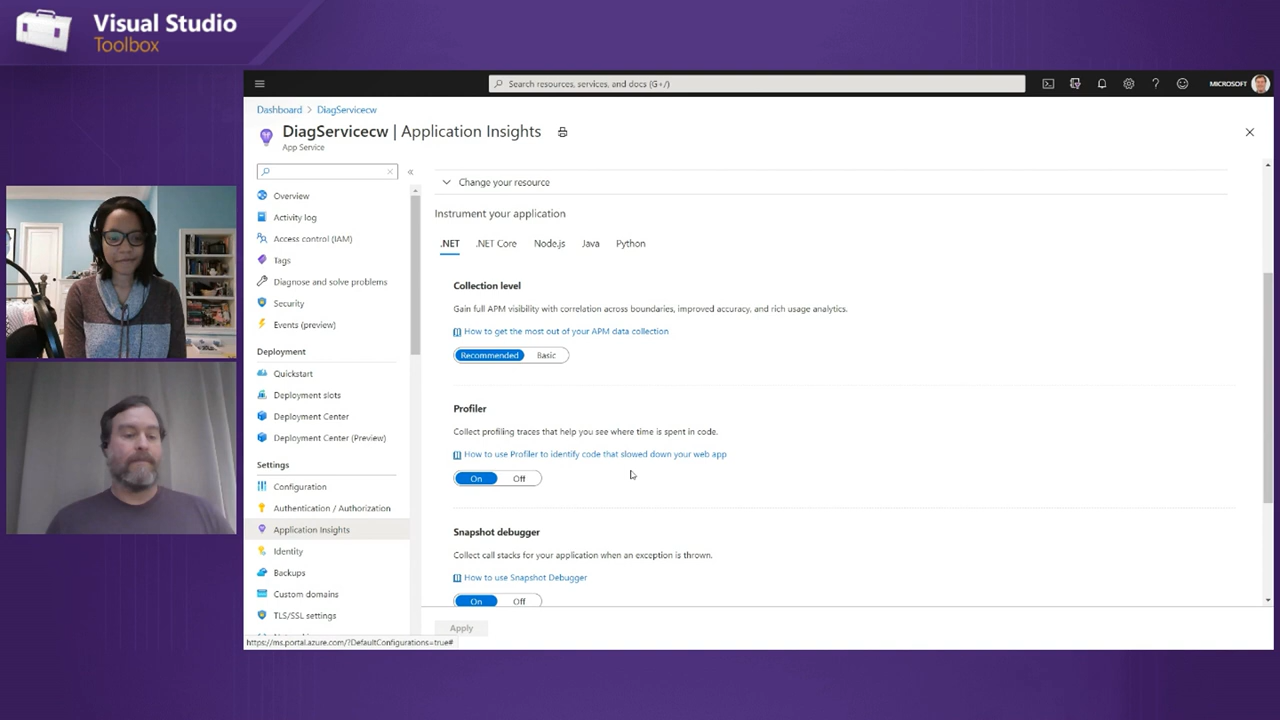 Visual Studio
Toolbox
Search resources, services, and docs (G+/)
MICROSOFT
Dashboard > DiagServicecw
DiagServicecw | Application Insights
App Service
Overview
Activity log
Access control (IAM)
Tags
Diagnose and solve problems
Security
Events (preview)
Deployment
Quickstart
Deployment slots
Deployment Center
Deployment Center (Preview)
Settings
Configuration
Authentication / Authorization
Application Insights
Identity
Backups
Custom domains
TLS/SSL settings
https://ms.portal.azure.com/?DefaultConfigurations=true#
Change your resource
Instrument your application
.NET .NET Core Node.js Java Python
Collection level
Gain full APM visibility with correlation across boundaries, improved accuracy, and rich usage analytics.
How to get the most out of your APM data collection
Recommended Basic
Profiler
Collect profiling traces that help you see where time is spent in code.
How to use Profiler to identify code that slowed down your web app
On Off
Snapshot debugger
Collect call stacks for your application when an exception is thrown.
How to use Snapshot Debugger
On Off
Apply